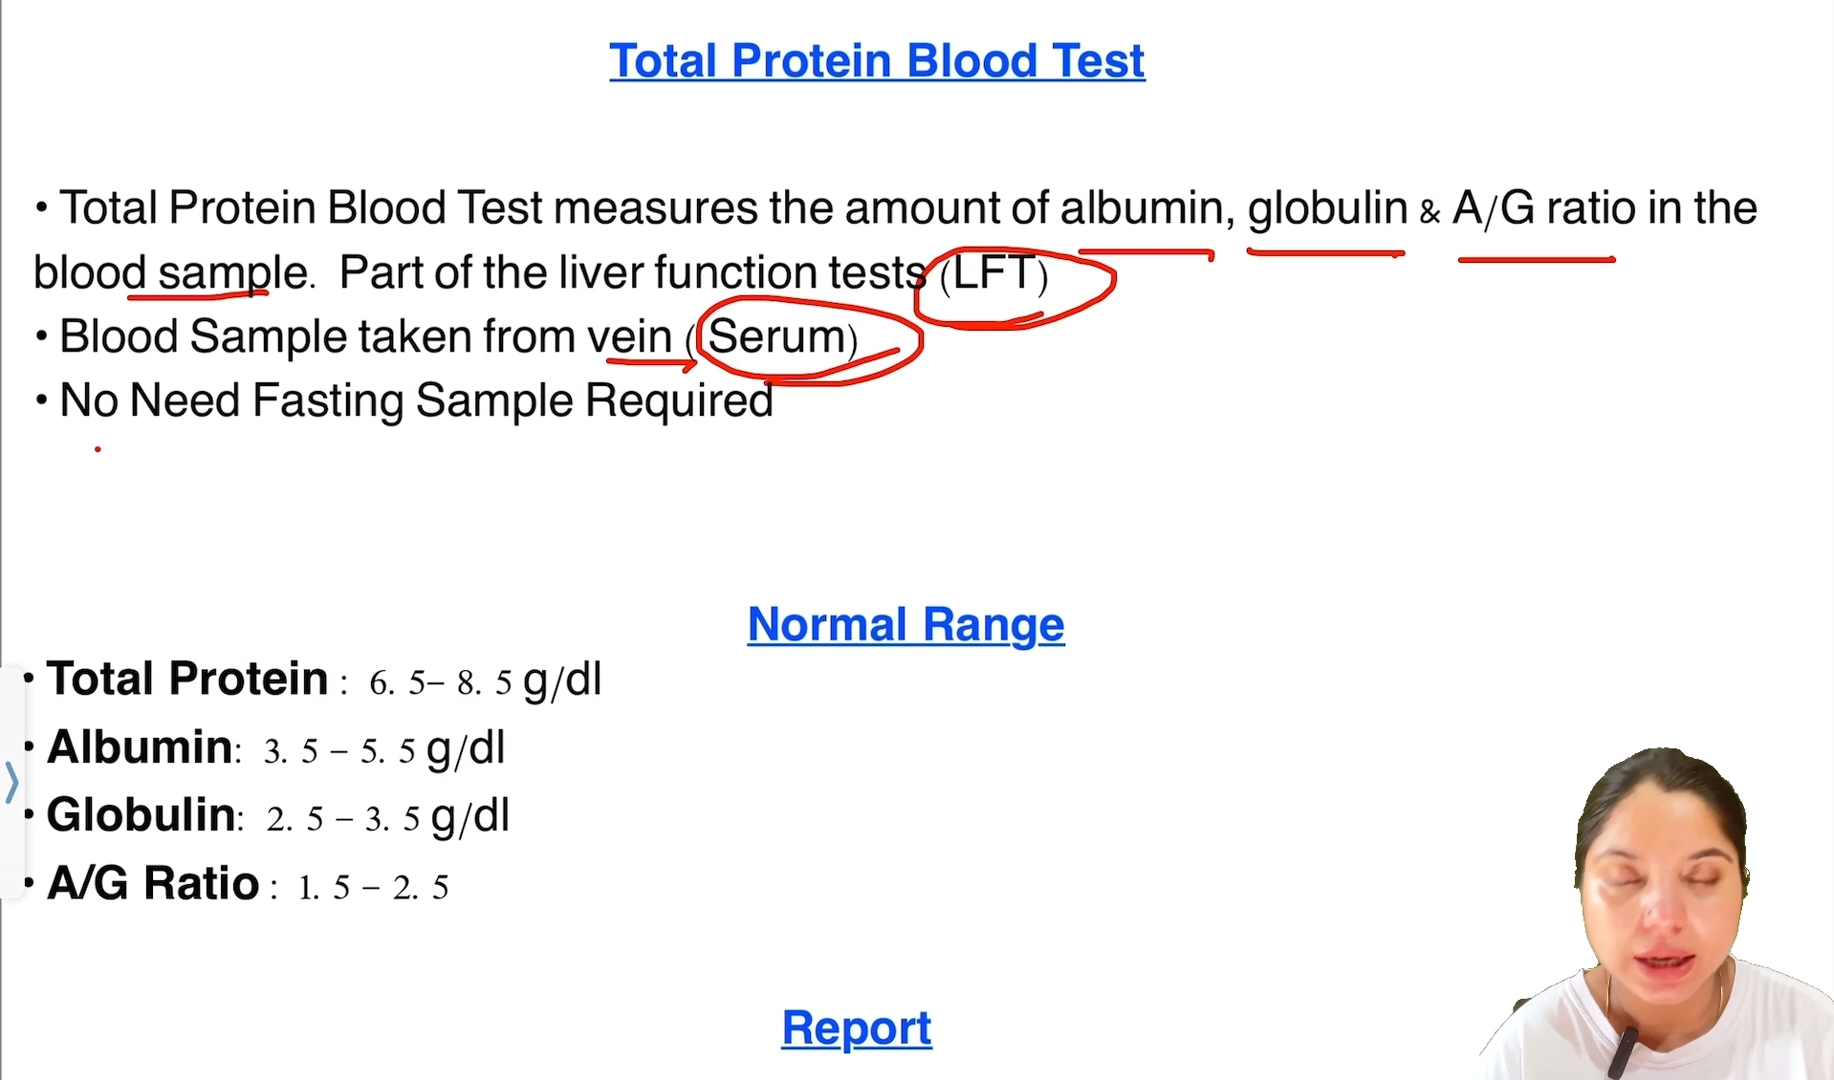 Total Protein Blood Test
• Total Protein Blood Test measures the amount of albumin, globulin & A/G ratio in the
blood sample. Part of the liver function tests (LFT)
• Blood Sample taken from vein (Serum)
• No Need Fasting Sample Required
Normal Range
• Total Protein : 6. 5– 8. 5 g/dl
• Albumin: 3. 5 – 5. 5 g/dl
• Globulin: 2. 5 – 3. 5 g/dl
• A/G Ratio : 1. 5 – 2. 5
Report